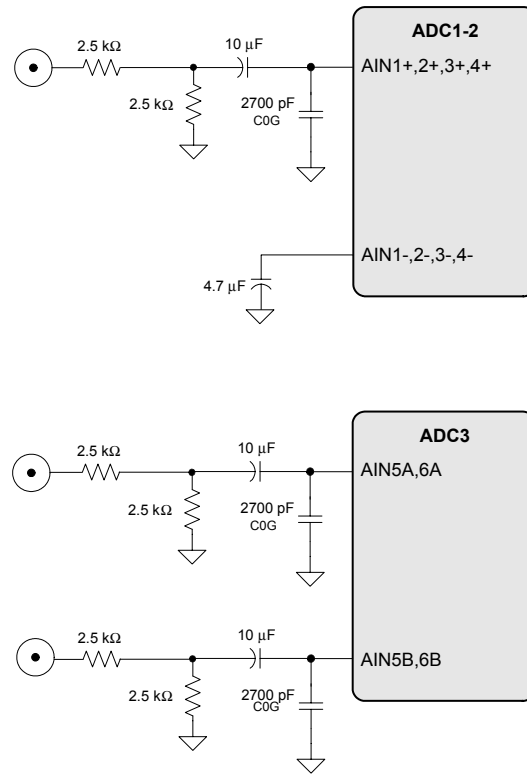 ADC1-2
2.5 kΩ
10 µF
AIN1+,2+,3+,4+
2.5 kΩ
2700 pF
C0G
AIN1-,2-,3-,4-
4.7 µF
ADC3
2.5 kΩ
10 µF
AIN5A,6A
2.5 kΩ
2700 pF
C0G
2.5 kΩ
10 µF
AIN5B,6B
2.5 kΩ
2700 pF
C0G